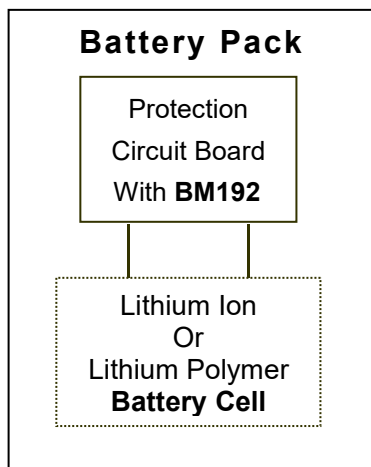 Battery Pack
Protection
Circuit Board
With BM192
Lithium Ion
Or
Lithium Polymer
Battery Cell